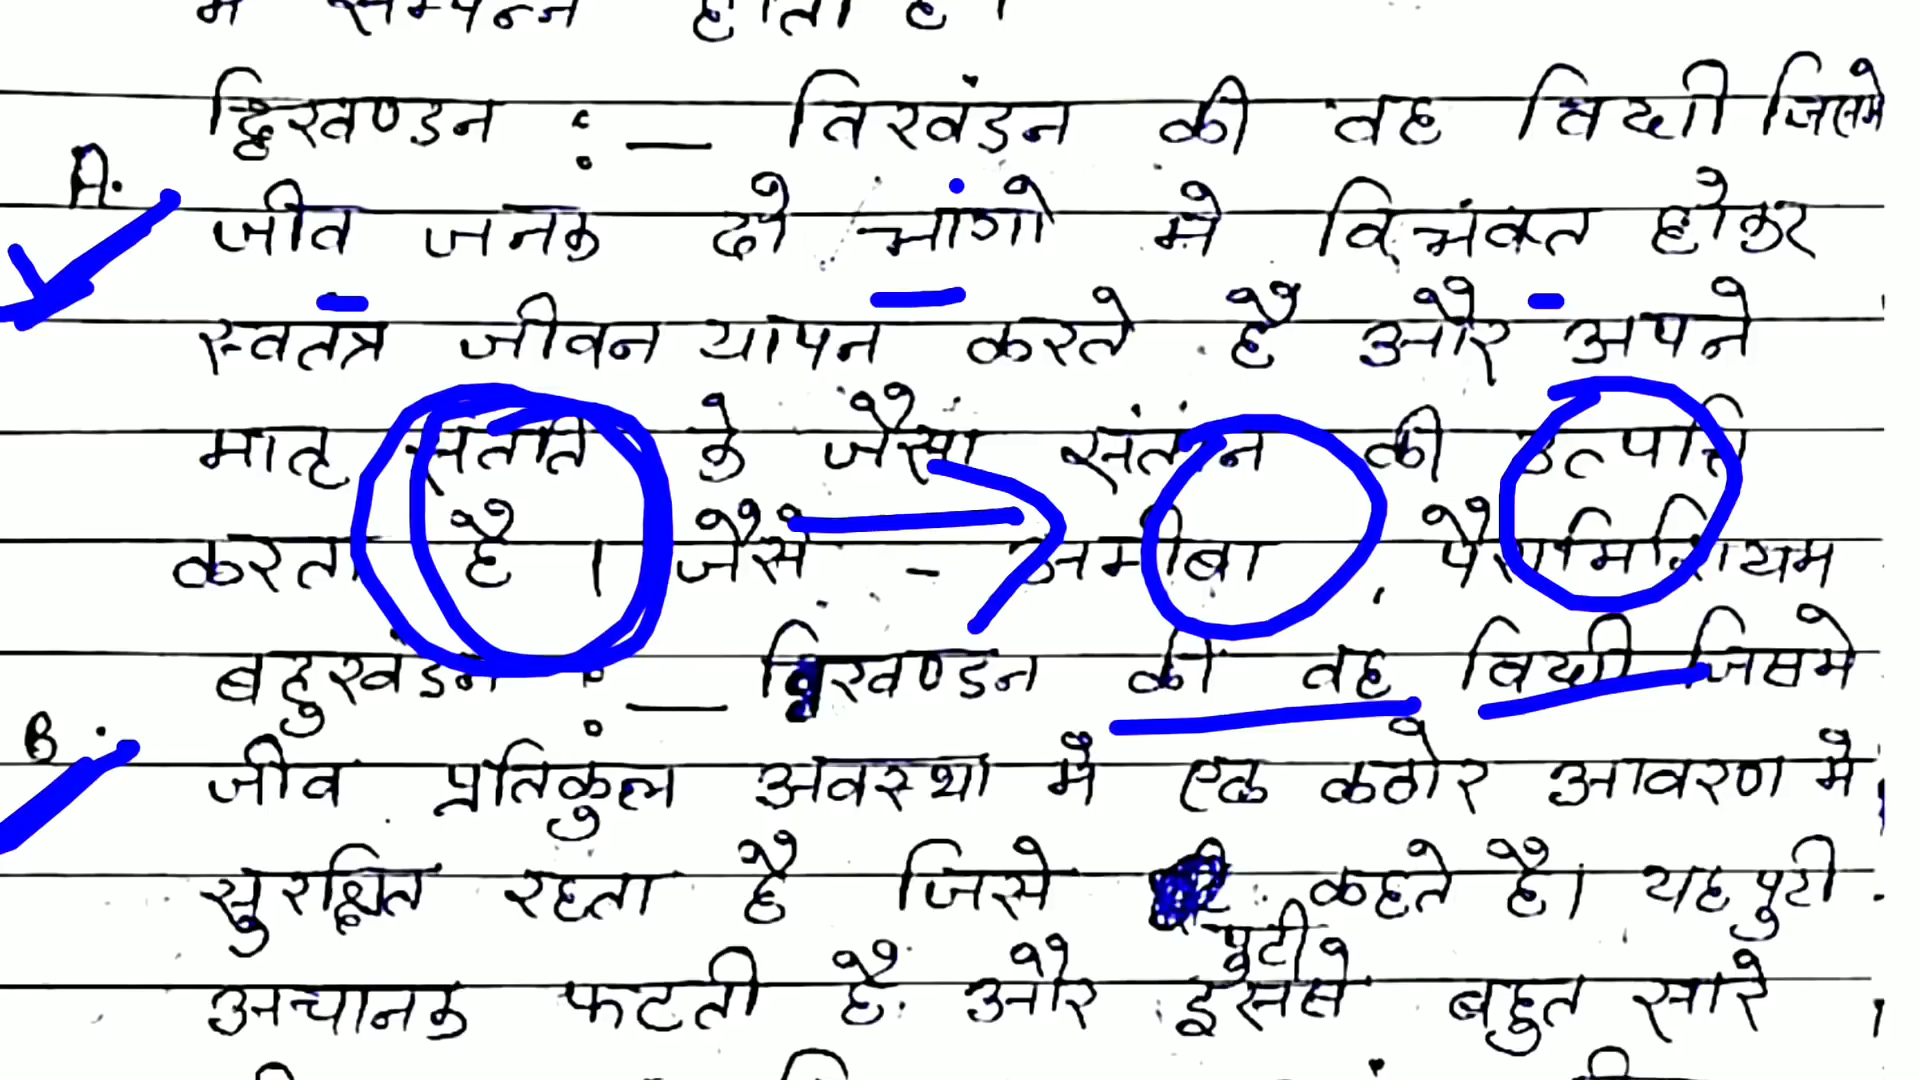 में सम्पन्न होता है।
द्विखण्डन :- विखंडन की वह विधी जिसमे
A. जीव जनक दो भांगो मे विभंक्त होकर
स्वतंत्र जीवन यापन करते है और अपने
मातृ संतति के जैसा संतान की उत्पत्ति
करता है। जैसे - अमीबा, पैरामिशियम
बहुखंडन :- विखण्डन की वह विधी जिसमे
B. जीव प्रतिकुल अवस्था मे एक कठोर आवरण मे
सुरक्षित रहता है जिसे पुटी कहते है। यह पुटी
अचानक फटती है और इससे बहुत सारे